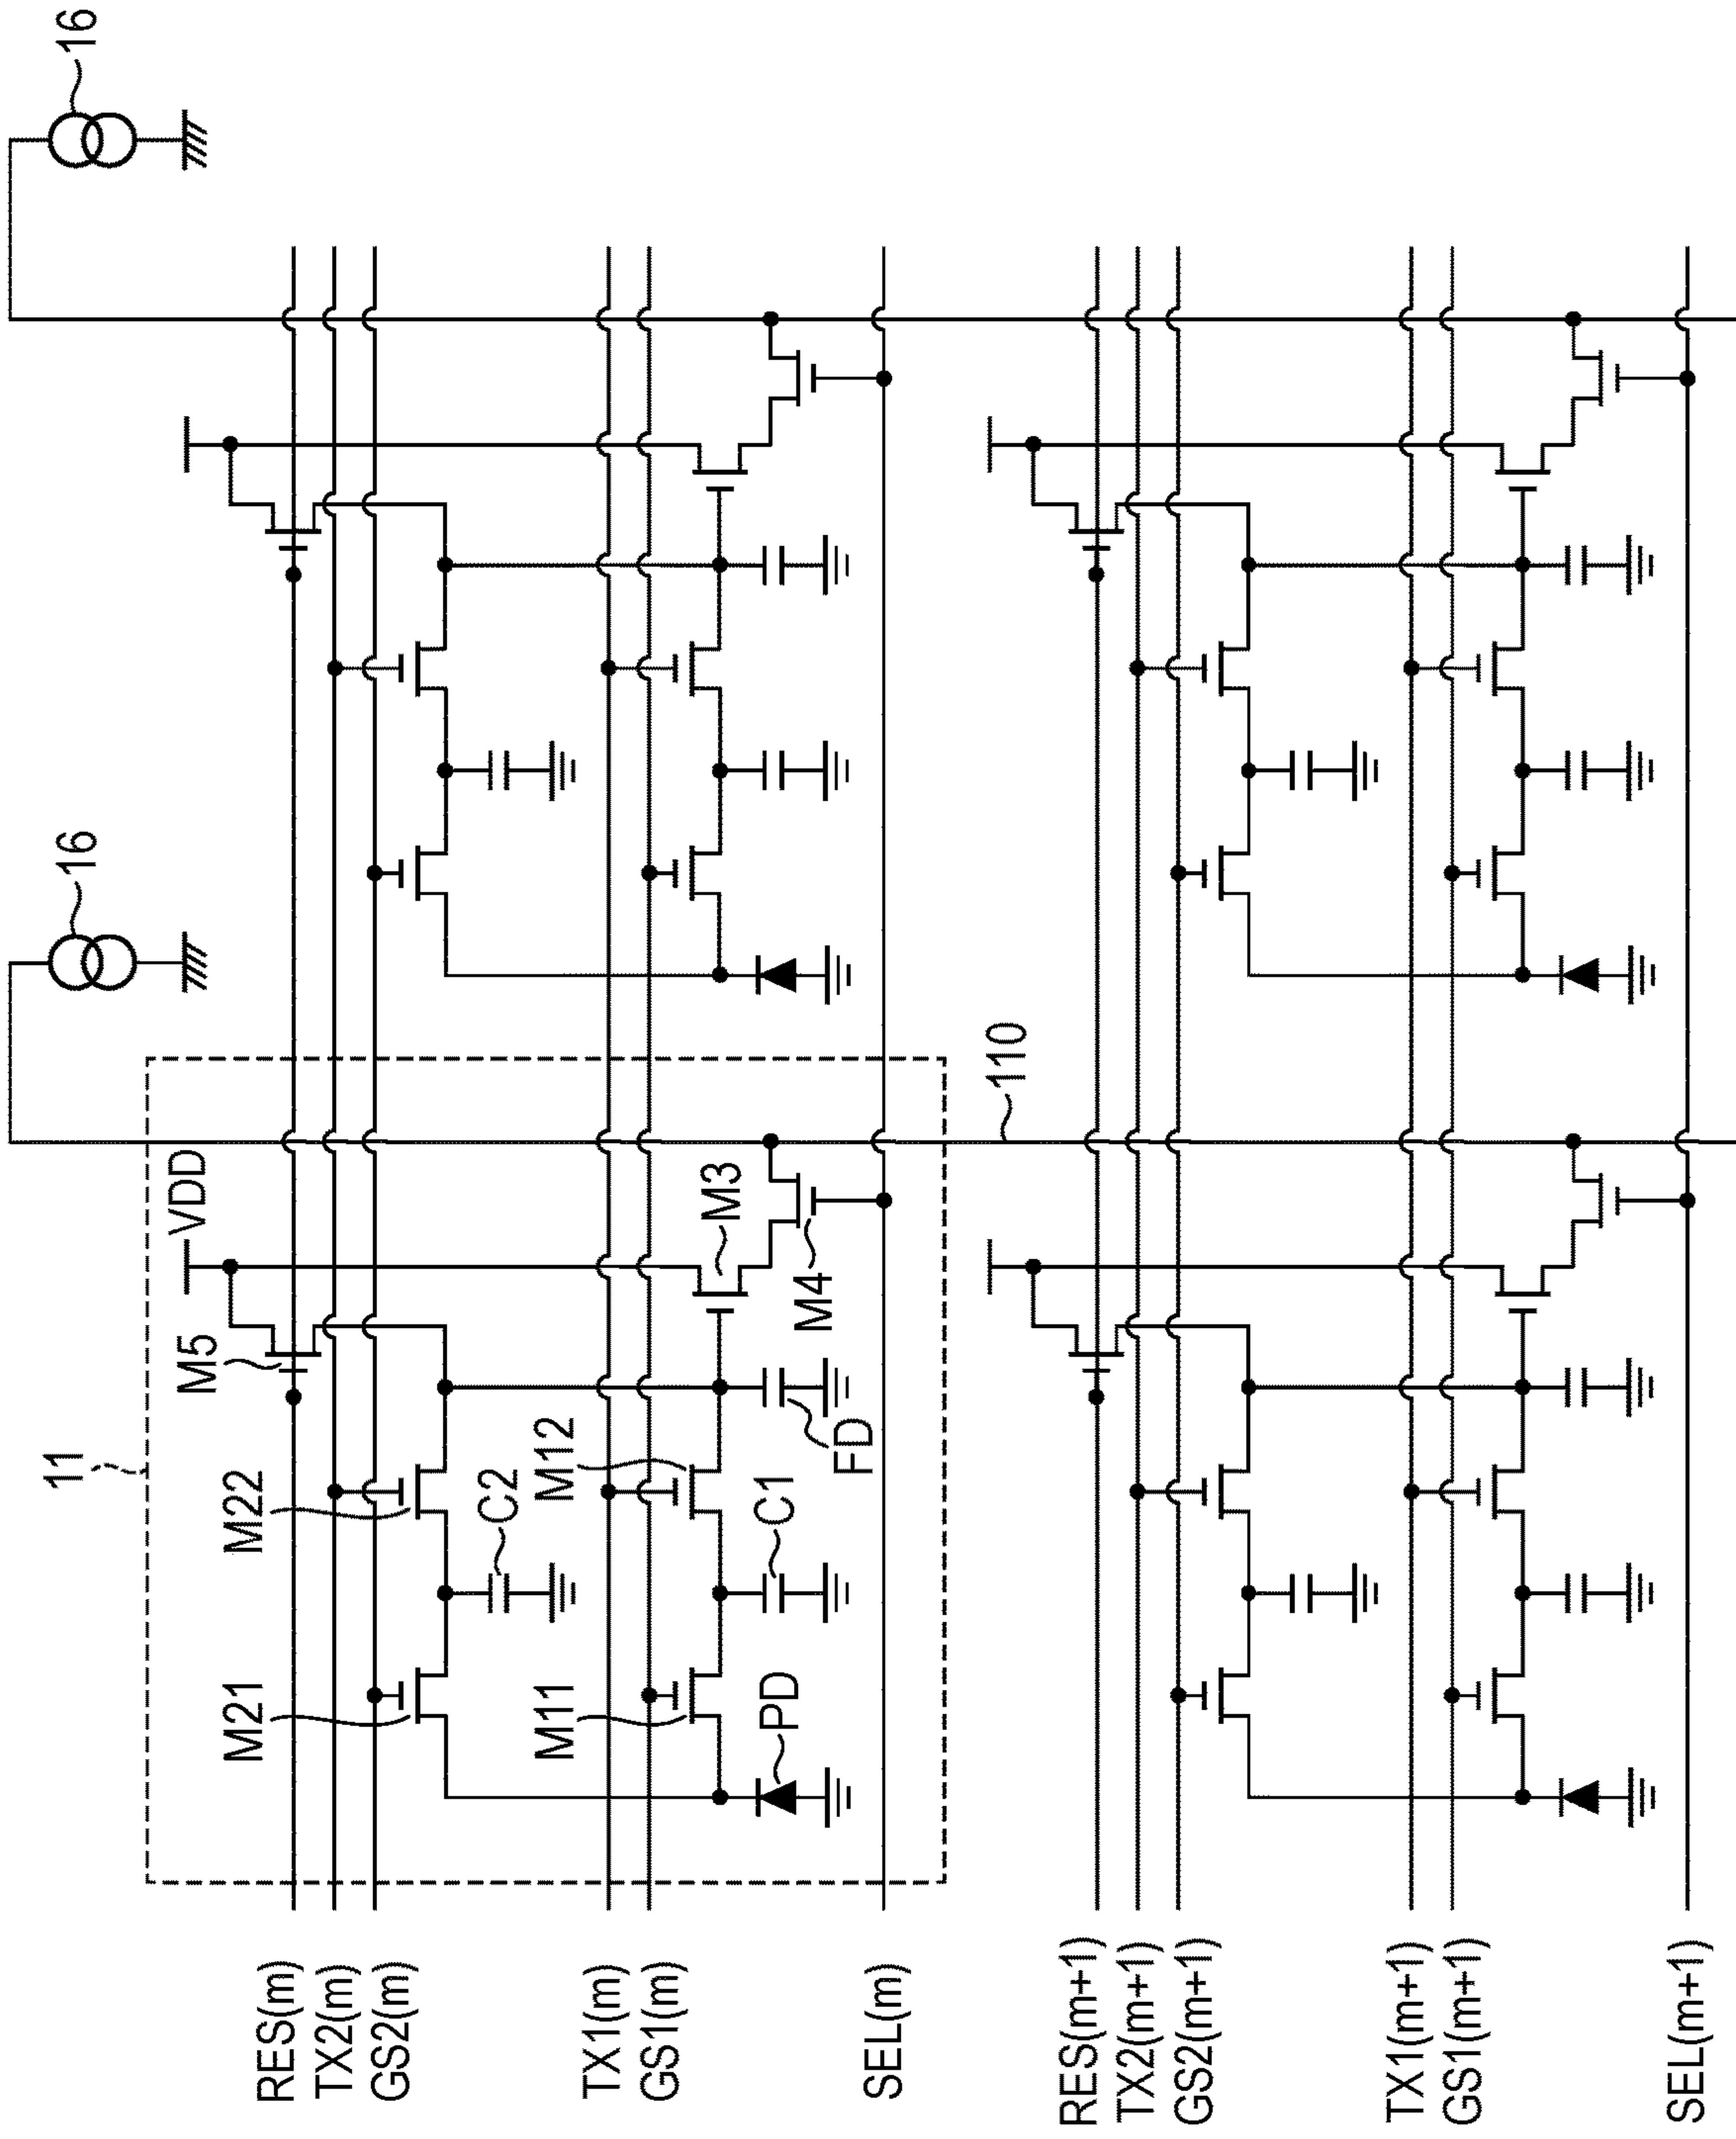 16
16
11
VDD
M5
M22
M21
C2
M12
M11
M3
M4
FD
C1
PD
110
RES(m)
TX2(m)
GS2(m)
TX1(m)
GS1(m)
SEL(m)
RES(m+1)
TX2(m+1)
GS2(m+1)
TX1(m+1)
GS1(m+1)
SEL(m+1)